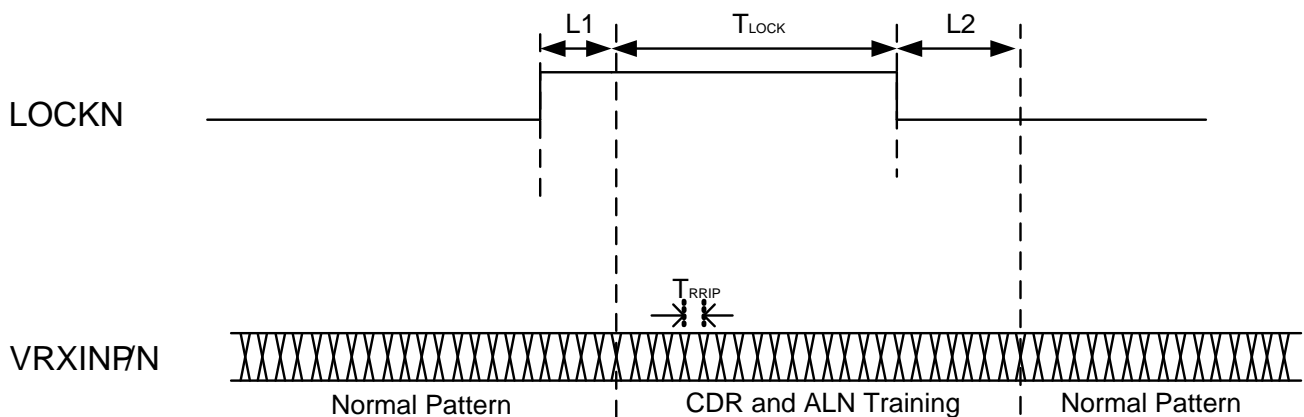 L1 TLOCK L2
LOCKN
TRRIP
VRXINP/N
Normal Pattern CDR and ALN Training Normal Pattern